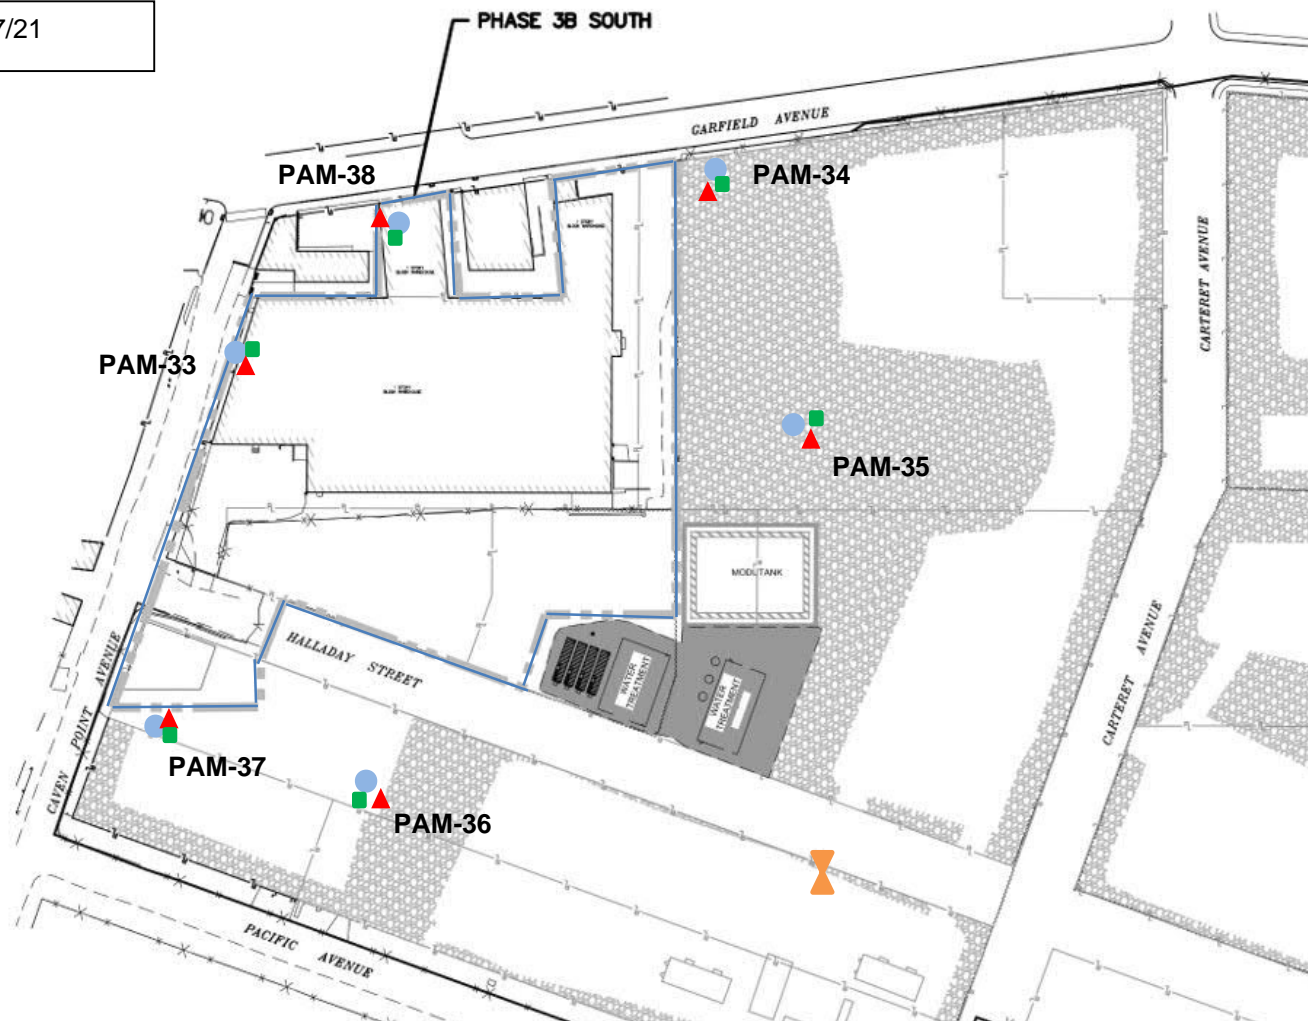 7/21
PHASE 3B SOUTH
GARFIELD AVENUE
PAM-38
PAM-34
CARTERET AVENUE
PAM-33
PAM-35
MODUTANK
HALLADAY STREET
WATER
TREATMENT
WATER
TREATMENT
CARTERET AVENUE
CAVEN POINT AVENUE
PAM-37
PAM-36
PACIFIC
AVENUE